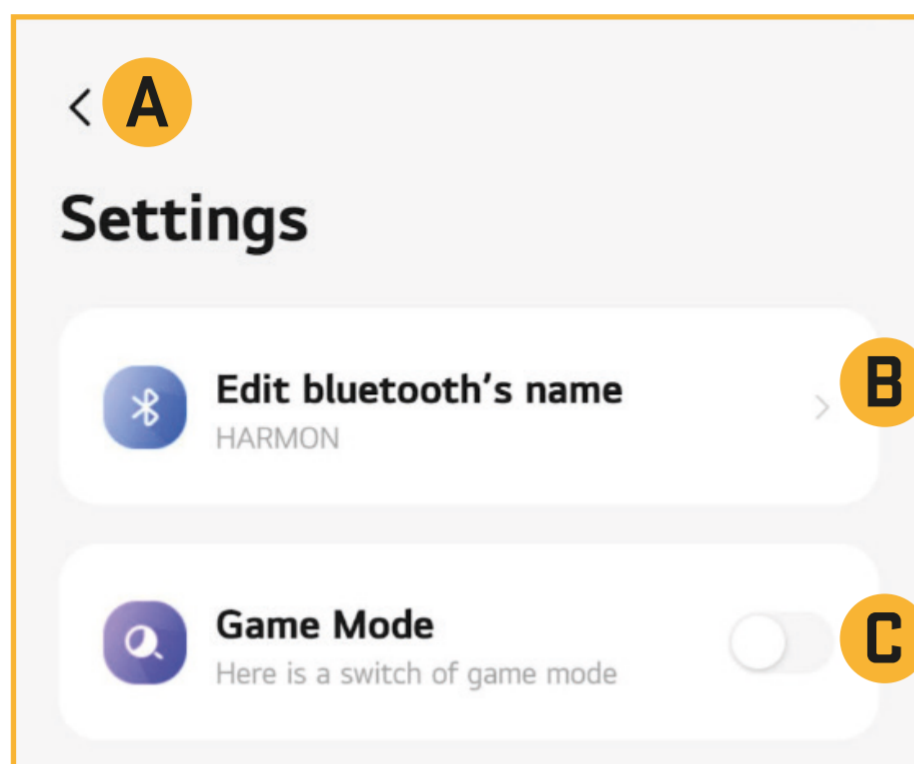 A
Settings
Edit bluetooth's name
HARMON
B
Game Mode
Here is a switch of game mode
C